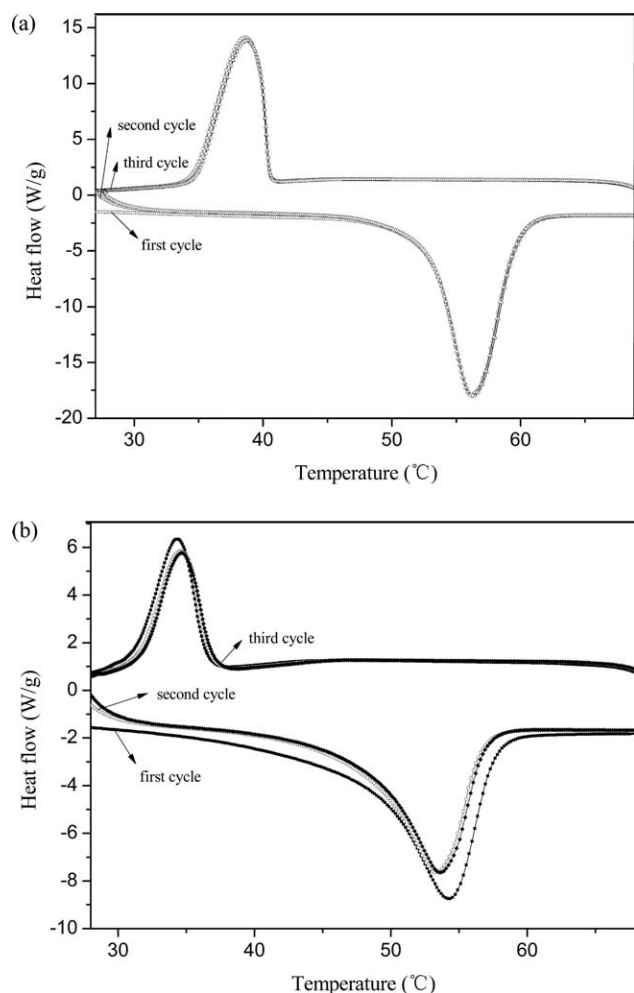 (a)
15
10
5
0
-5
-10
-15
-20
second cycle
third cycle
first cycle
Heat flow (W/g)
30 40 50 60
Temperature (℃)
(b)
6
4
2
0
-2
-4
-6
-8
-10
third cycle
second cycle
first cycle
Heat flow (W/g)
30 40 50 60
Temperature (℃)